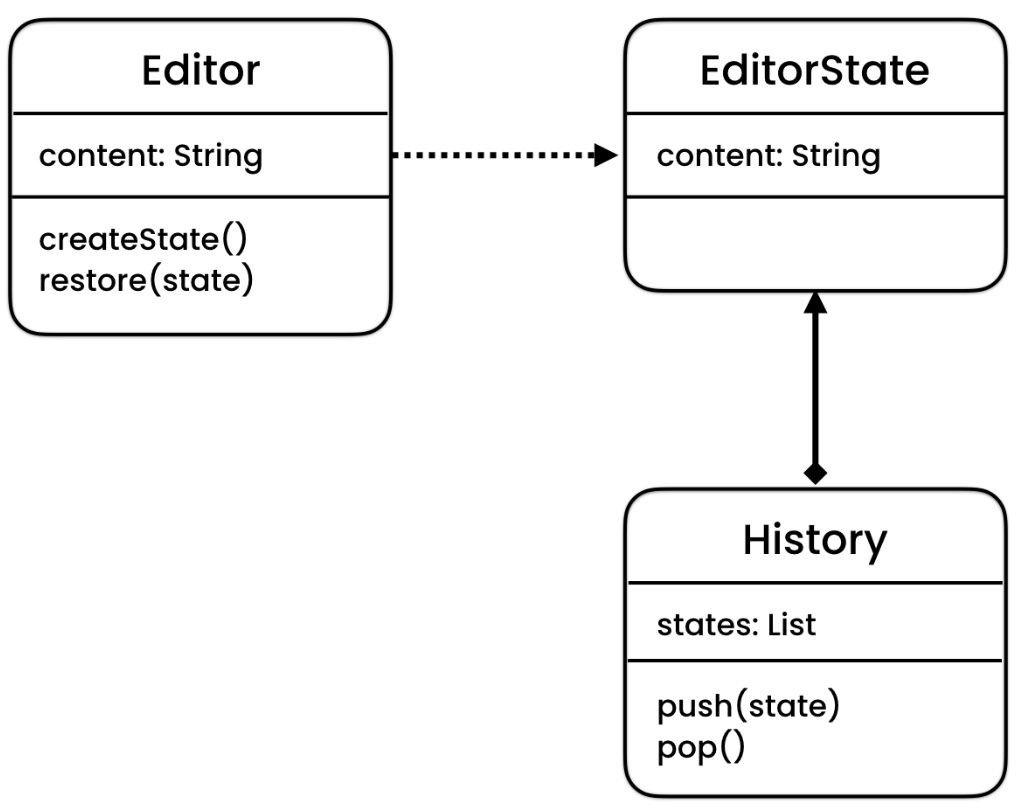 Editor
content: String
createState()
restore(state)
EditorState
content: String
History
states: List
push(state)
pop()